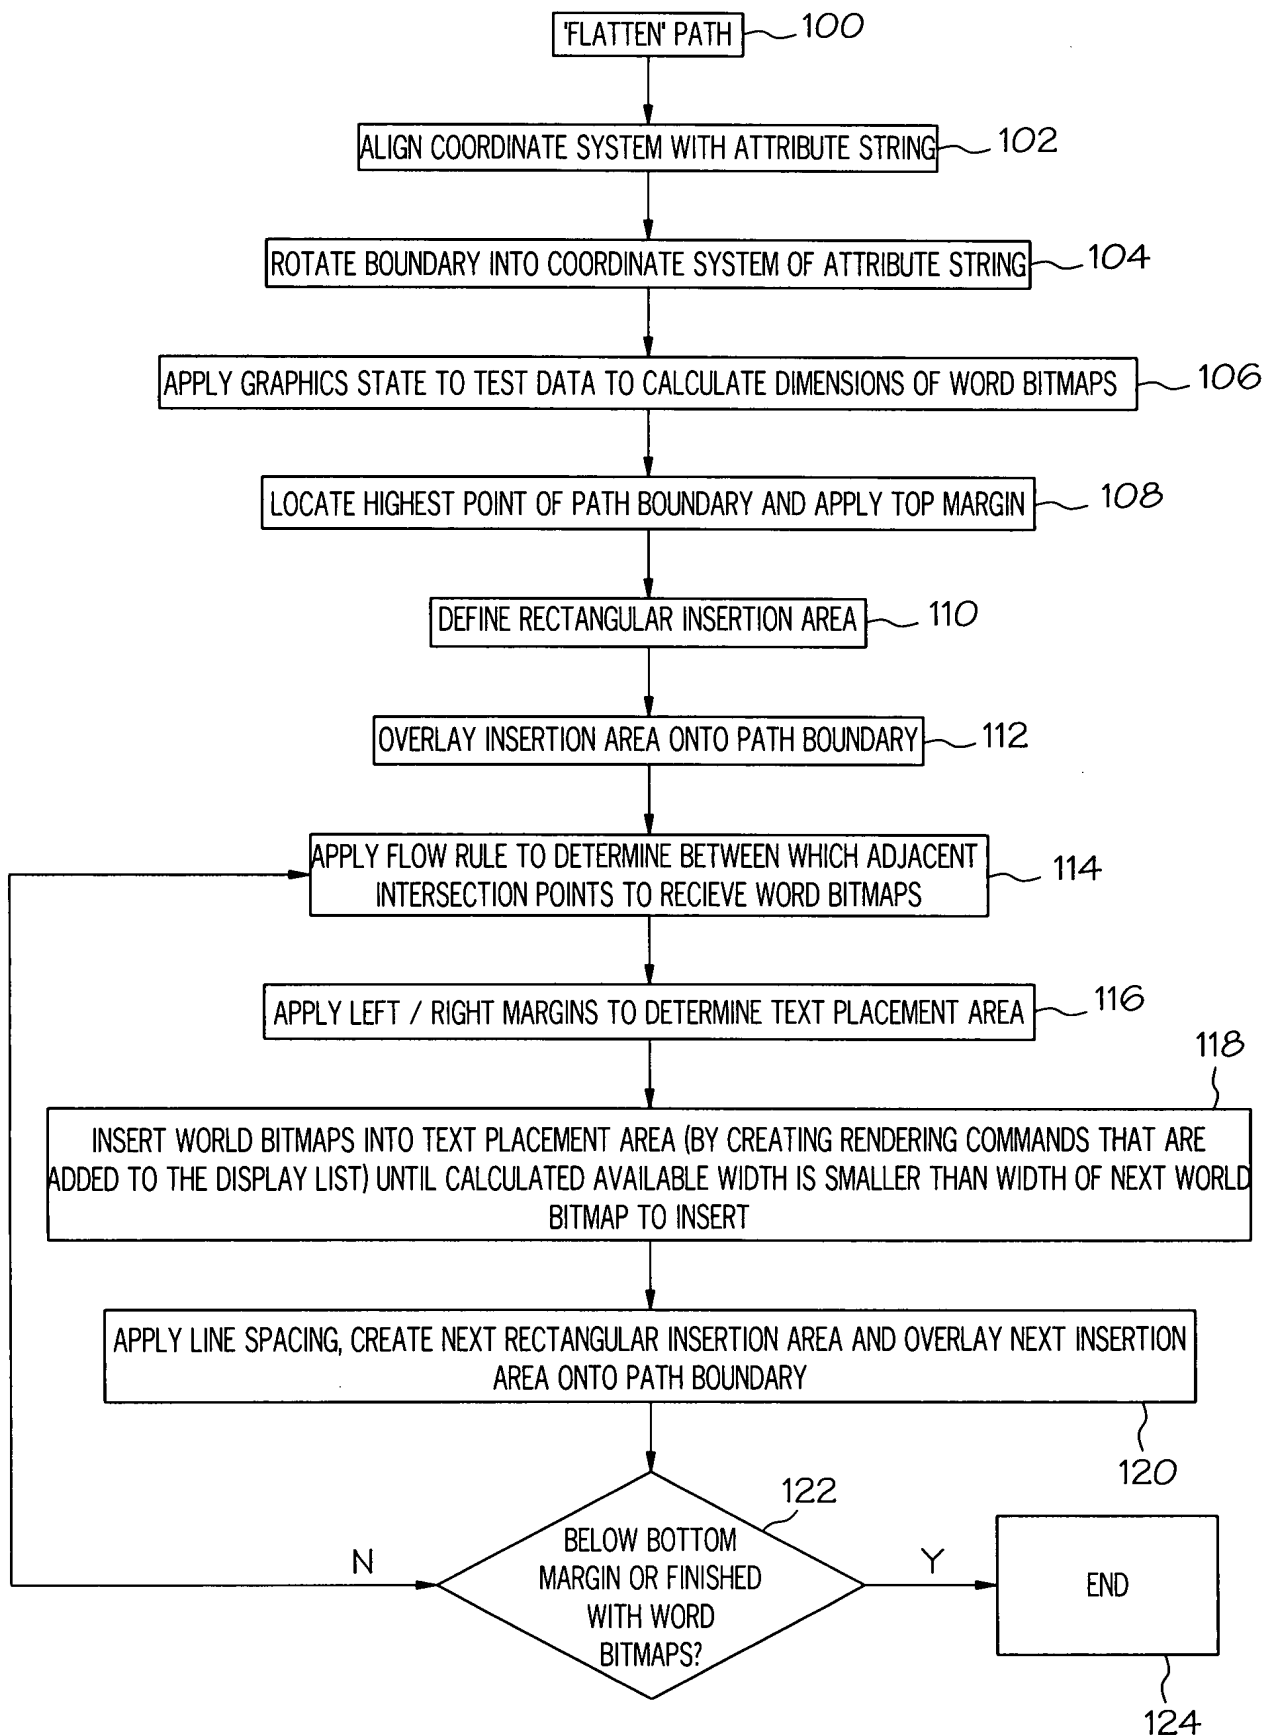 'FLATTEN' PATH
100
ALIGN COORDINATE SYSTEM WITH ATTRIBUTE STRING
102
ROTATE BOUNDARY INTO COORDINATE SYSTEM OF ATTRIBUTE STRING
104
APPLY GRAPHICS STATE TO TEST DATA TO CALCULATE DIMENSIONS OF WORD BITMAPS
106
LOCATE HIGHEST POINT OF PATH BOUNDARY AND APPLY TOP MARGIN
108
DEFINE RECTANGULAR INSERTION AREA
110
OVERLAY INSERTION AREA ONTO PATH BOUNDARY
112
APPLY FLOW RULE TO DETERMINE BETWEEN WHICH ADJACENT
INTERSECTION POINTS TO RECIEVE WORD BITMAPS
114
APPLY LEFT / RIGHT MARGINS TO DETERMINE TEXT PLACEMENT AREA
116
118
INSERT WORLD BITMAPS INTO TEXT PLACEMENT AREA (BY CREATING RENDERING COMMANDS THAT ARE
ADDED TO THE DISPLAY LIST) UNTIL CALCULATED AVAILABLE WIDTH IS SMALLER THAN WIDTH OF NEXT WORLD
BITMAP TO INSERT
APPLY LINE SPACING, CREATE NEXT RECTANGULAR INSERTION AREA AND OVERLAY NEXT INSERTION
AREA ONTO PATH BOUNDARY
120
122
BELOW BOTTOM
MARGIN OR FINISHED
WITH WORD
BITMAPS?
N
Y
END
124